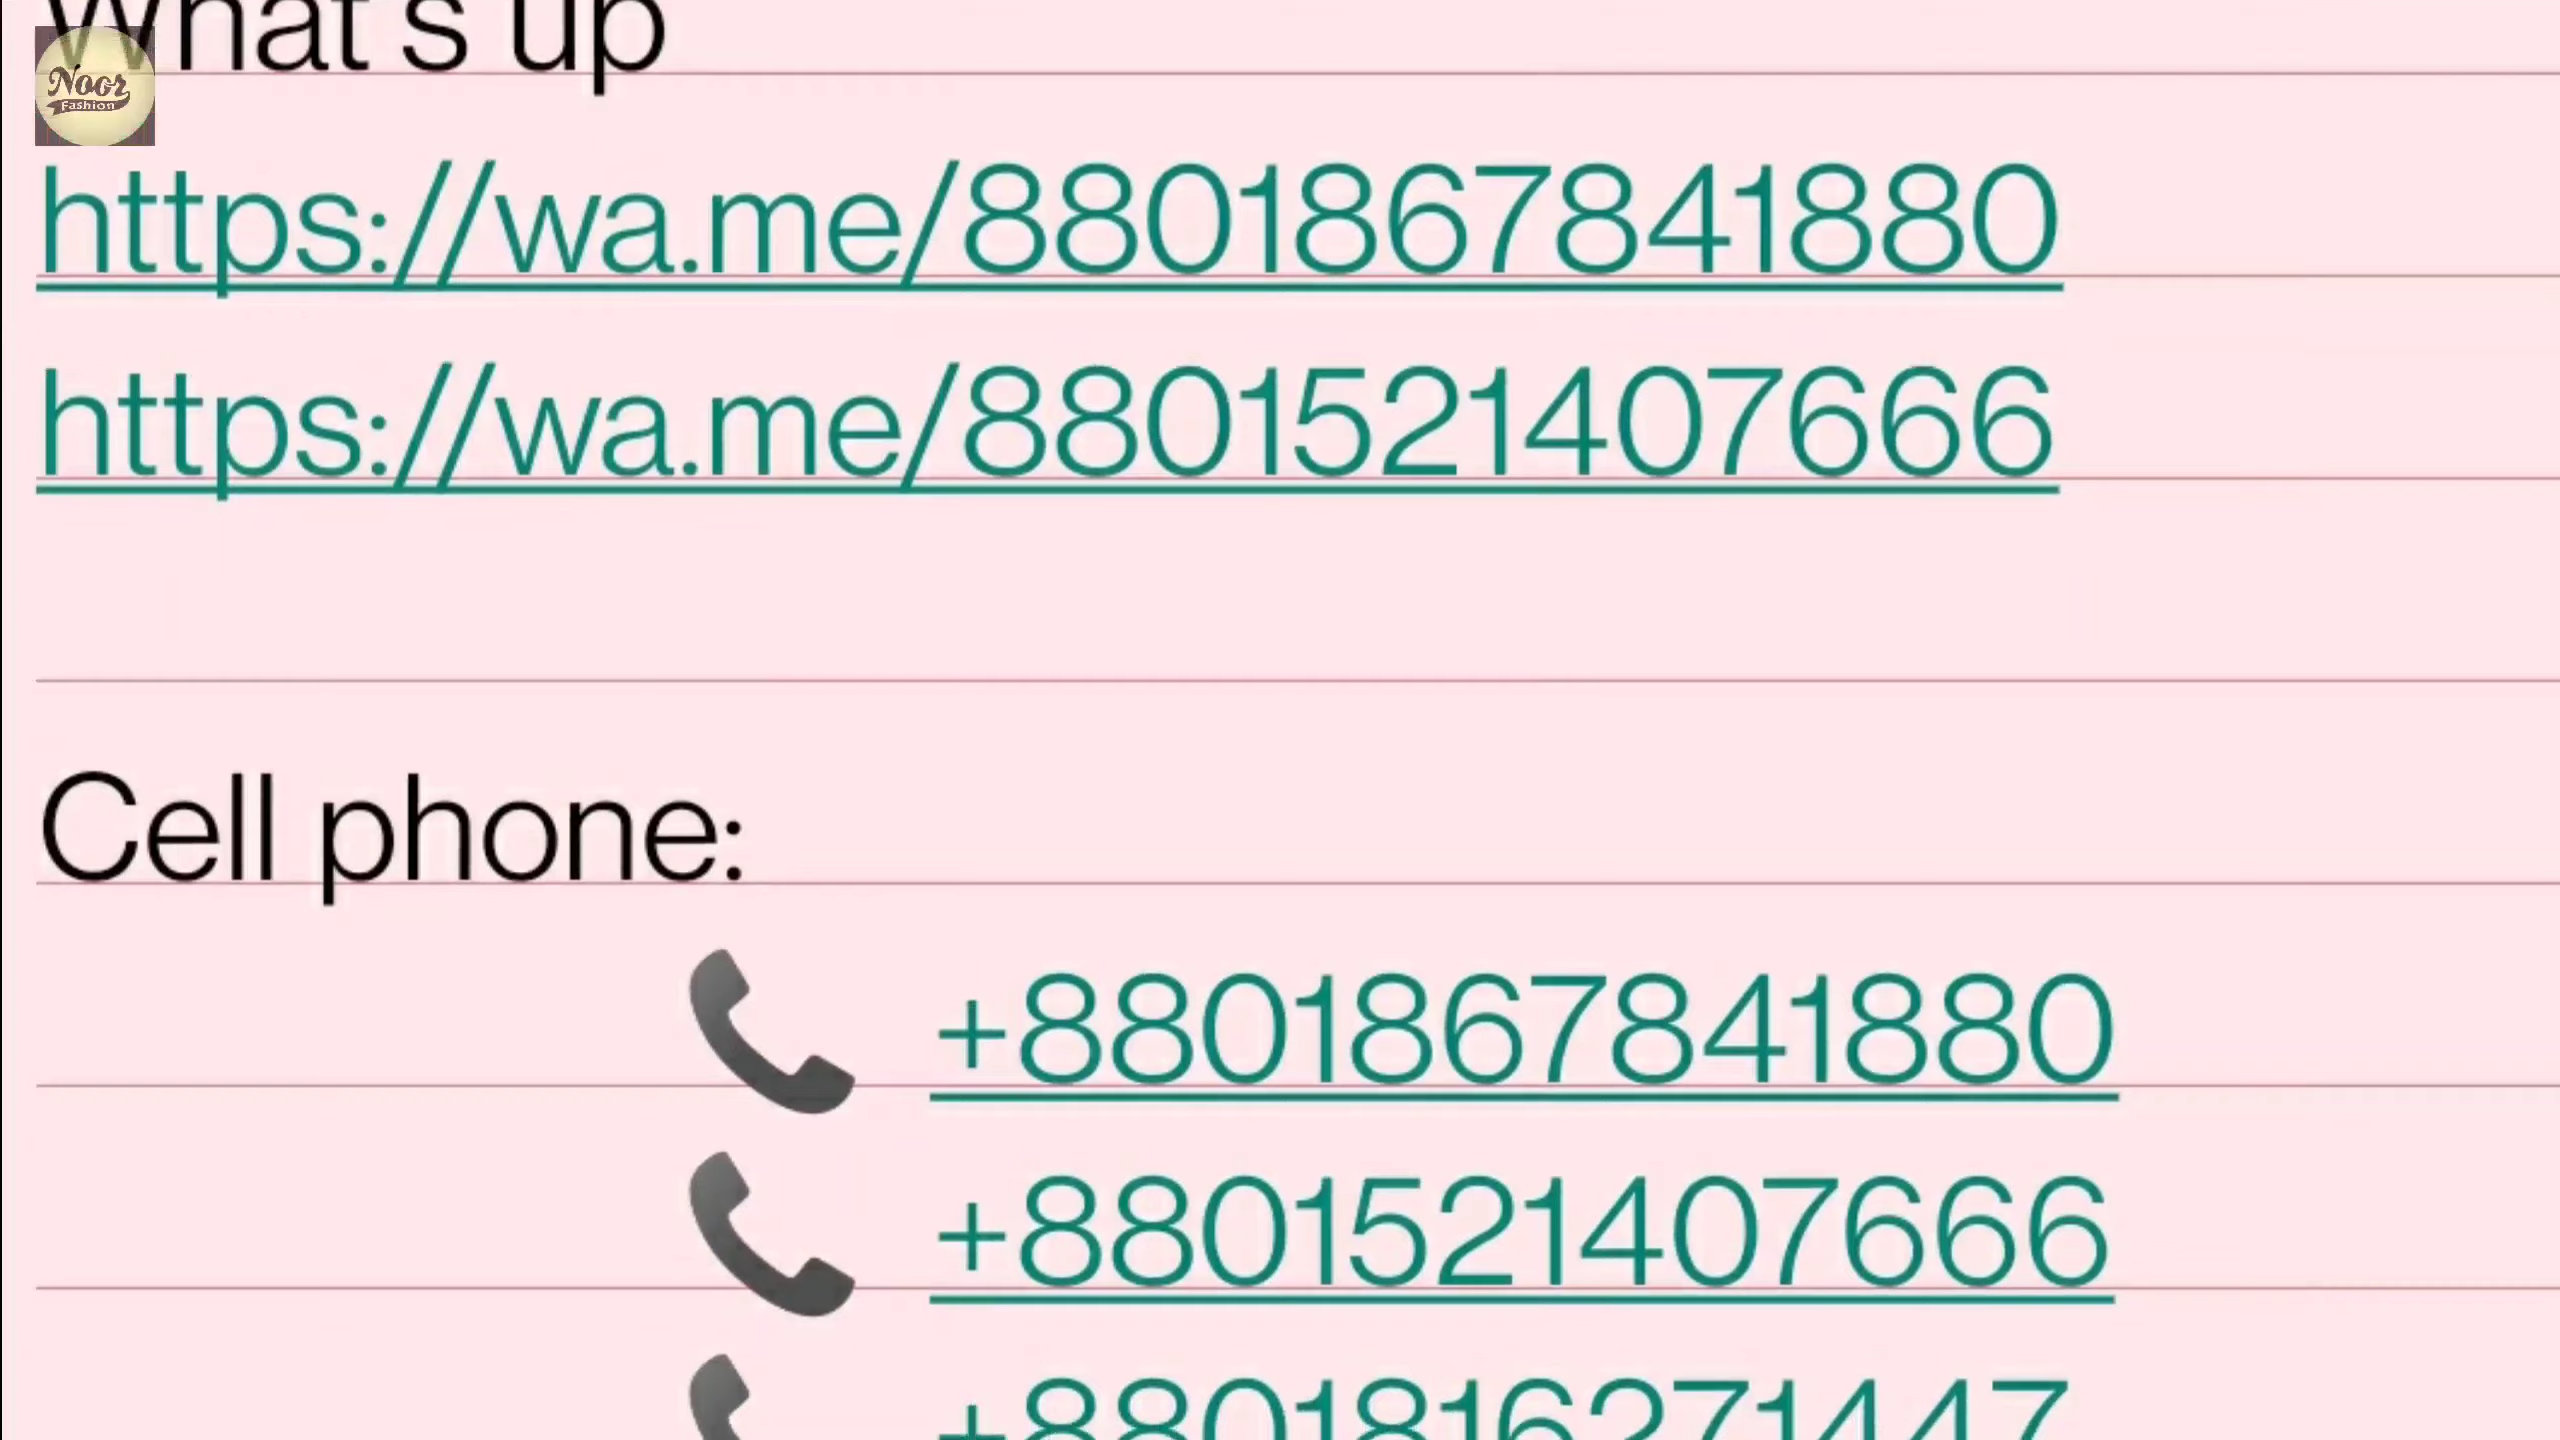 What's up
Noor
Fashion
https://wa.me/8801867841880
https://wa.me/8801521407666
Cell phone:
+8801867841880
+8801521407666